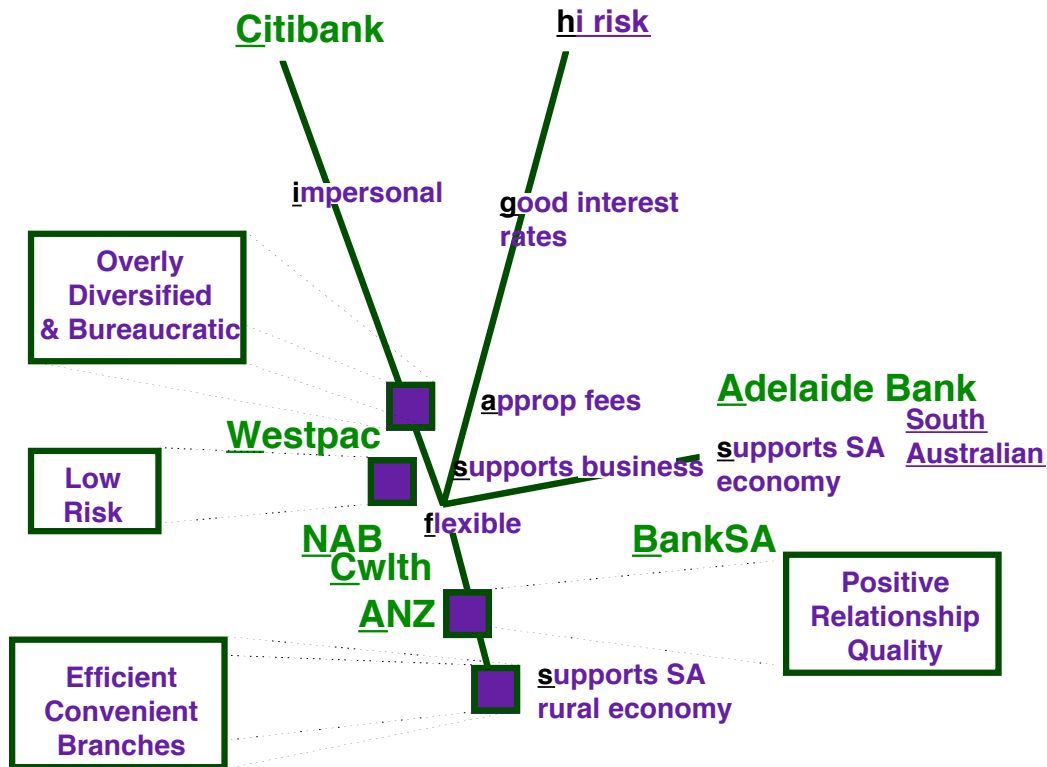 Citibank
hi risk
impersonal
good interest
rates
Overly
Diversified
& Bureaucratic
approp fees
Adelaide Bank
South
Australian
Westpac
supports business
supports SA
economy
Low
Risk
flexible
NAB
Cwlth
BankSA
ANZ
Positive
Relationship
Quality
Efficient
Convenient
Branches
supports SA
rural economy